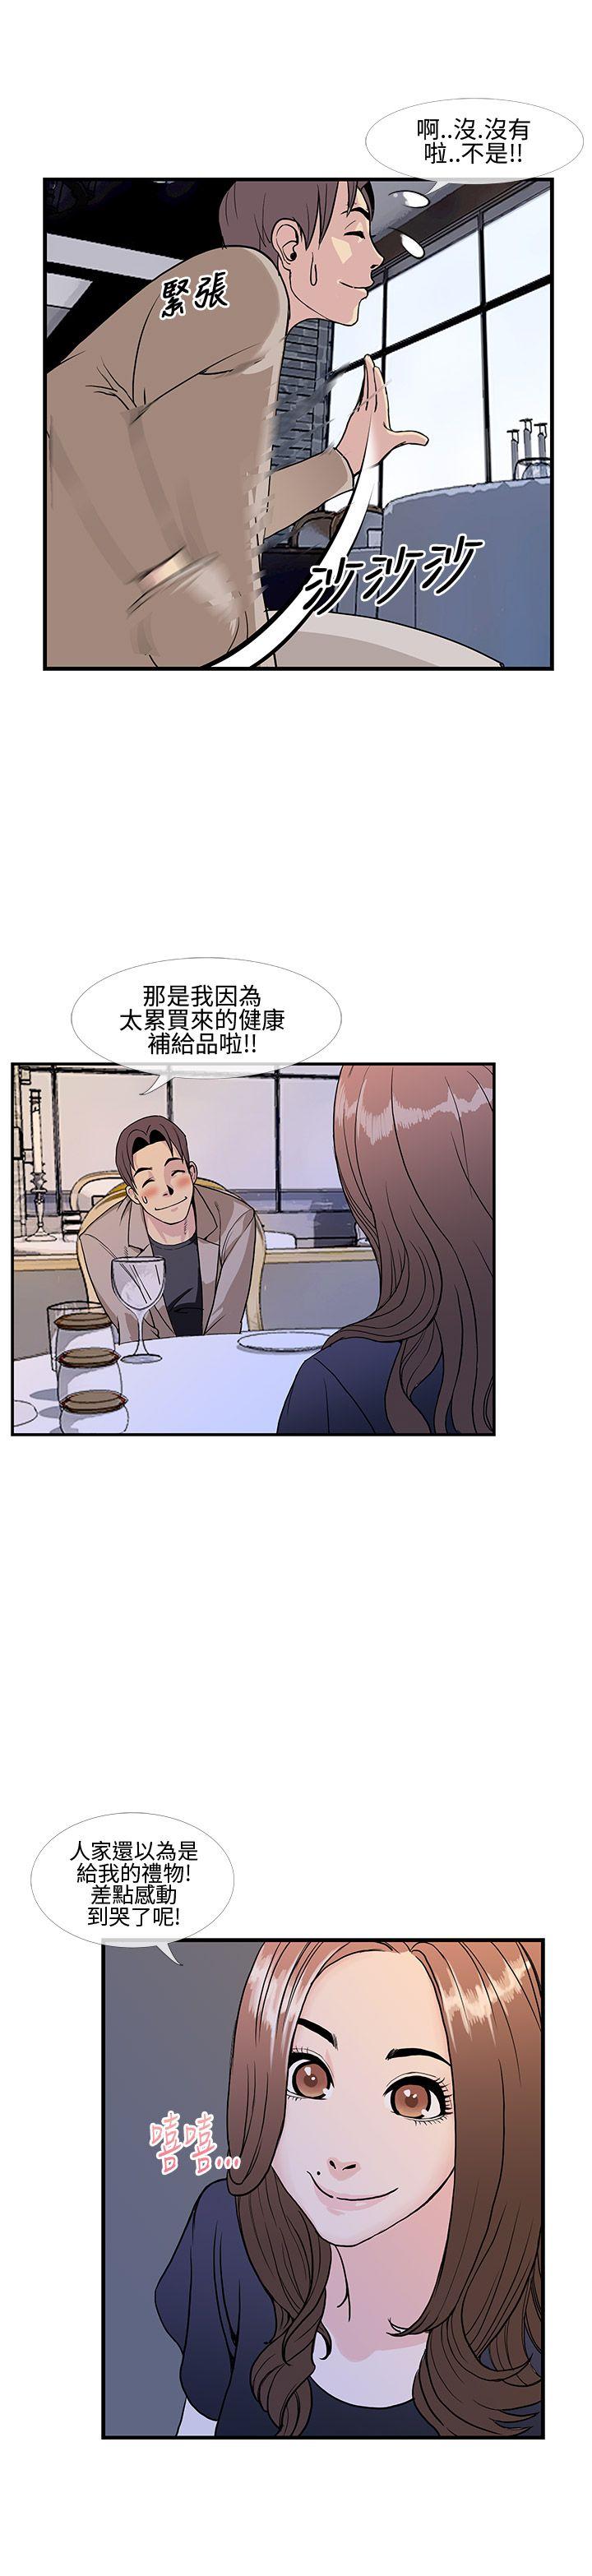 啊..沒.沒有
啦..不是!!
緊張
沙沙沙
那是我因為
太累買來的健康
補給品啦!!
人家還以為是
給我的禮物!
差點感動
到哭了呢!
嘻嘻...